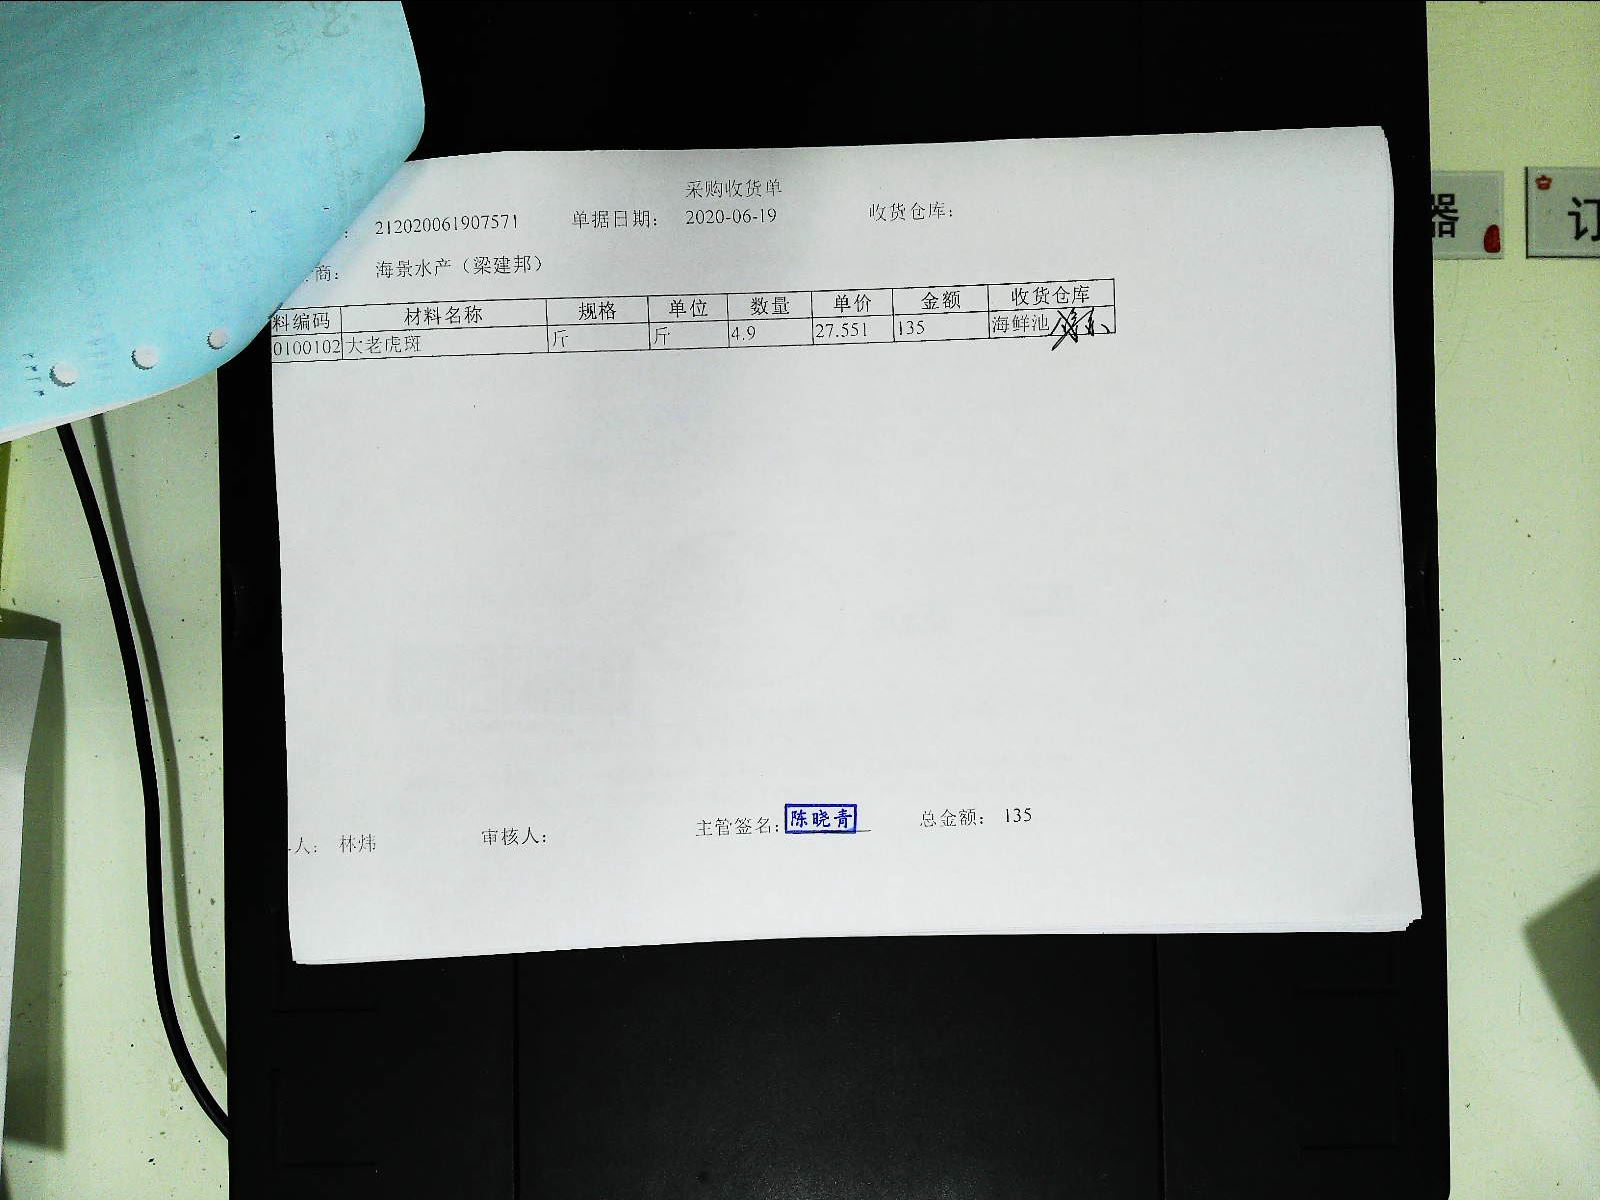 采购收货单
: 212020061907571 单据日期: 2020-06-19 收货仓库:
商: 海景水产（梁建邦）
料编码 材料名称 规格 单位 数量 单价 金额 收货仓库
0100102 大老虎斑 斤 斤 4.9 27.551 135 海鲜池
人: 林炜 审核人: 主管签名: 陈晓青 总金额: 135
器
订